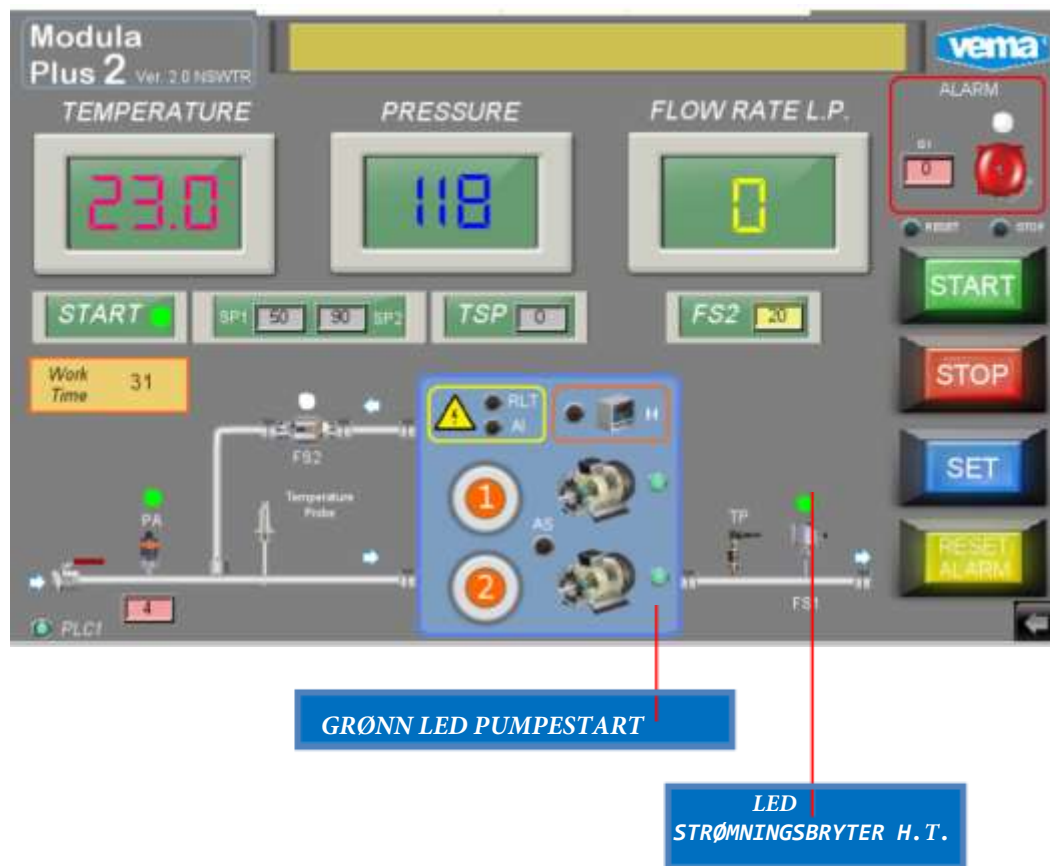 Modula
Plus 2 Ver. 2.0 NSWTR
vema
ALARM
TEMPERATURE
PRESSURE
FLOW RATE L.P.
G1
0
23.0
118
0
RESET
STOP
START
START
SP1 50 90 SP2
TSP 0
FS2 20
STOP
Work
Time
31
RLT
AI
H
FS2
SET
1
Temperature
Probe
PA
AS
TP
RESET
ALARM
2
4
FS1
PLC1
GRØNN LED PUMPESTART
LED
STRØMNINGSBRYTER H.T.